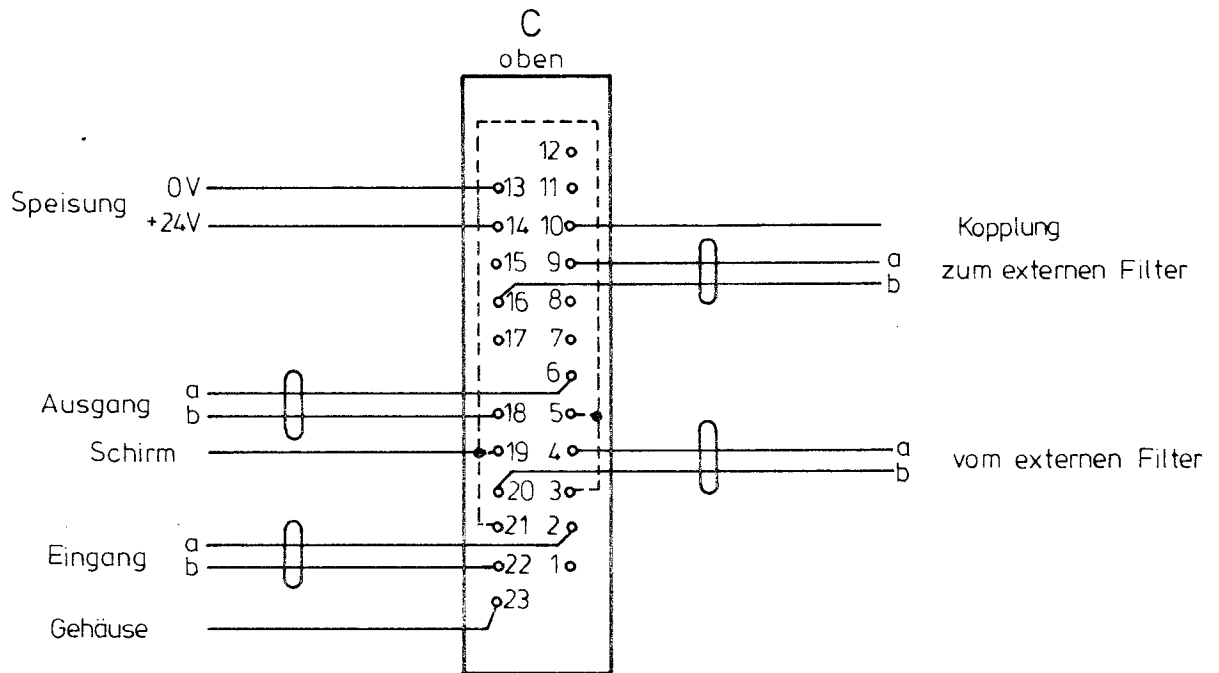 C
oben
12
Speisung 0V 13 11
+24V 14 10 Kopplung
15 9 a zum externen Filter
16 8 b
17 7
6
Ausgang a
b 18 5
Schirm 19 4 a vom externen Filter
20 3 b
21 2
Eingang a
b 22 1
23
Gehäuse